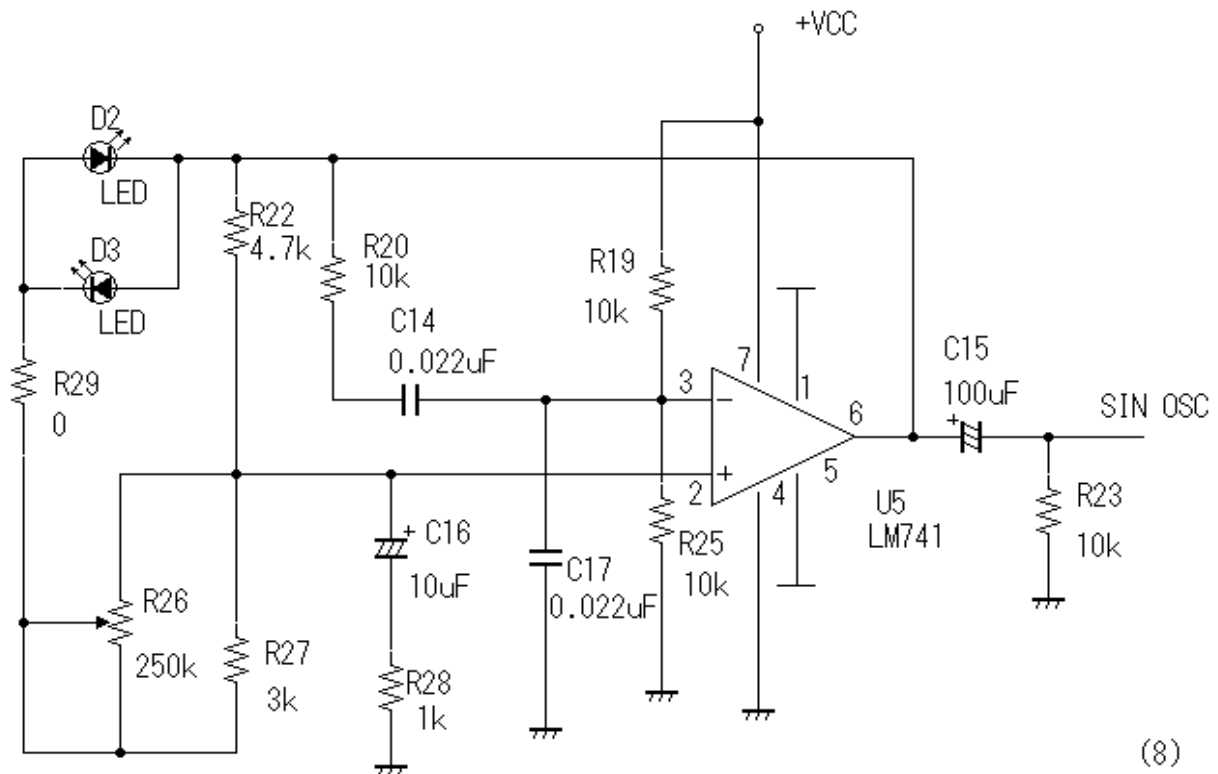 +VCC
D2
LED
D3
LED
R22
4.7k
R20
10k
R19
10k
C14
0.022uF
R29
0
3
-
7
1
6
2
+
4
5
U5
LM741
C15
+
100uF
SIN OSC
R23
10k
+
C16
10uF
C17
0.022uF
R25
10k
R26
250k
R27
3k
R28
1k
(8)